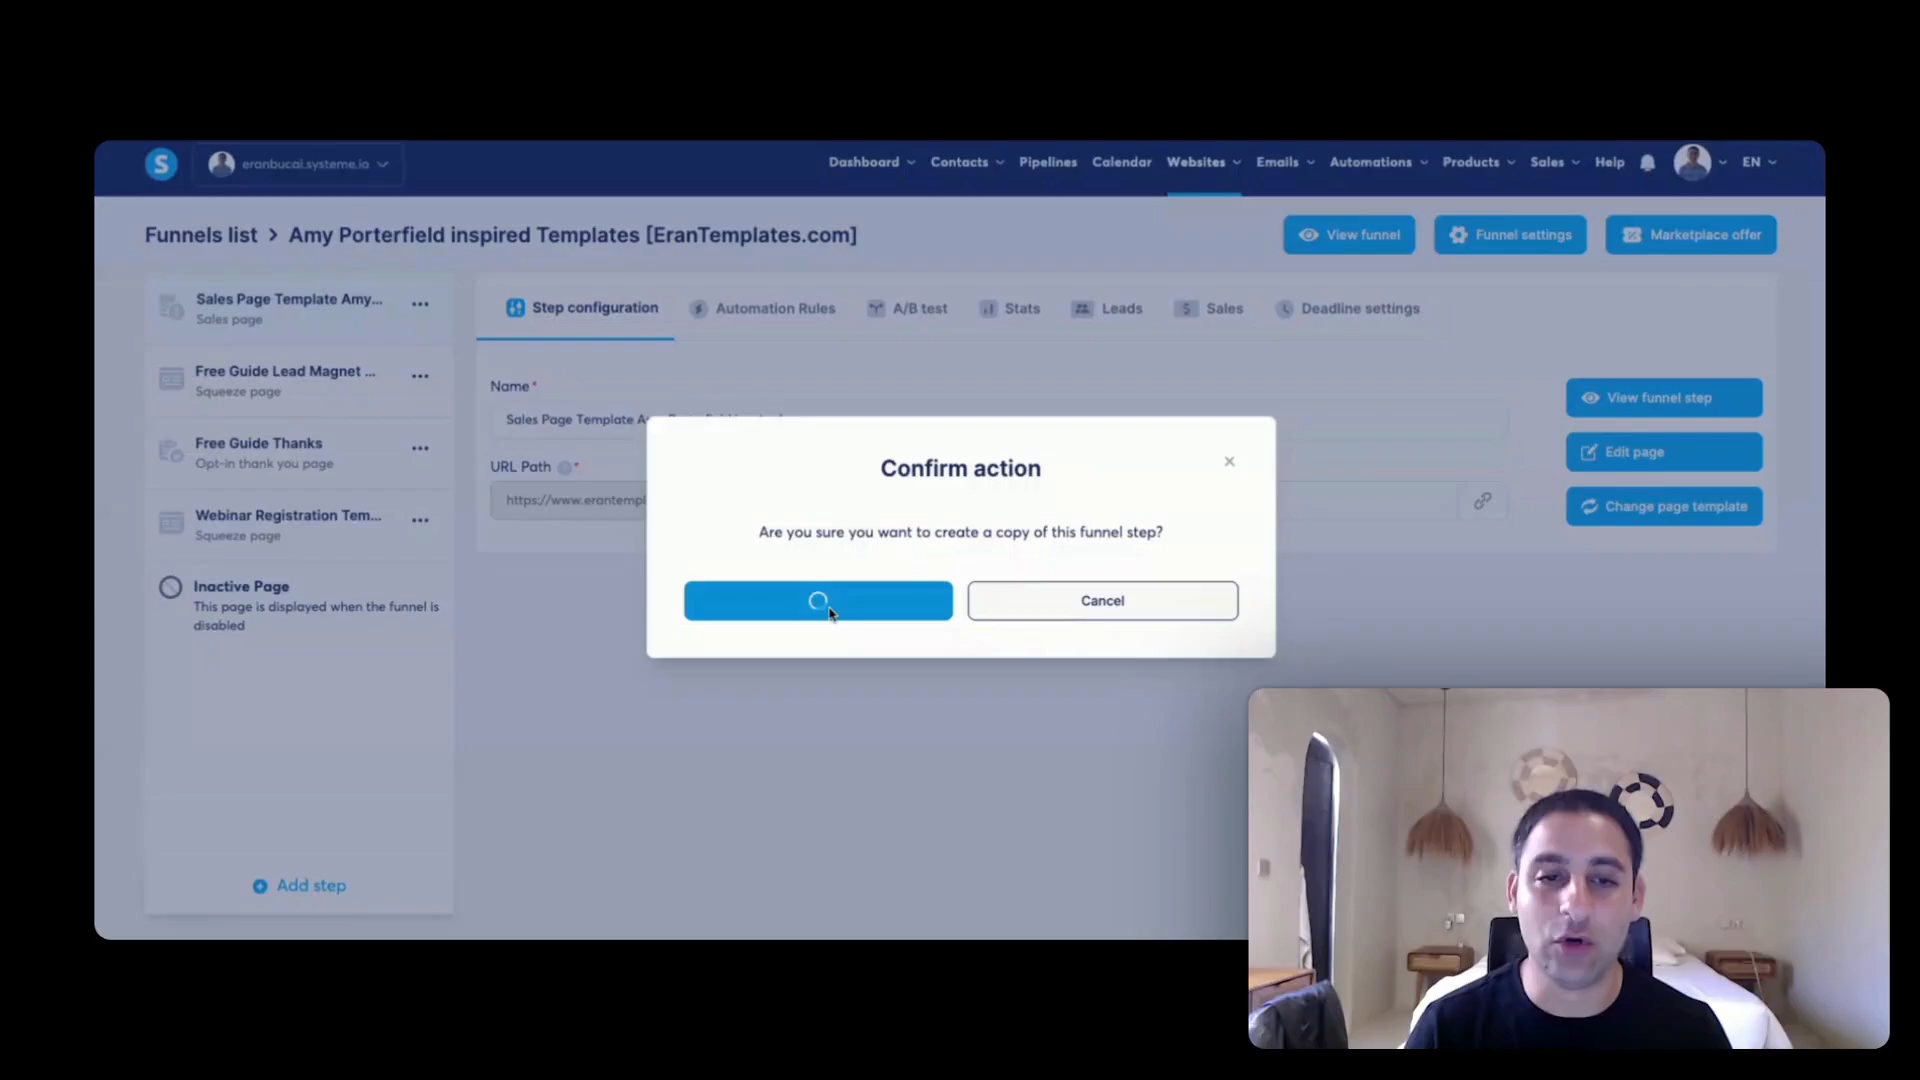 S
eranbucai.systeme.io
Dashboard
Contacts
Pipelines
Calendar
Websites
Emails
Automations
Products
Sales
Help
EN
Funnels list > Amy Porterfield inspired Templates [EranTemplates.com]
View funnel
Funnel settings
Marketplace offer
Sales Page Template Amy...
Sales page
Free Guide Lead Magnet ...
Squeeze page
Free Guide Thanks
Opt-in thank you page
Webinar Registration Tem...
Squeeze page
Inactive Page
This page is displayed when the funnel is
disabled
Add step
Step configuration
Automation Rules
A/B test
Stats
Leads
Sales
Deadline settings
Name*
Sales Page Template
URL Path *
https://www.erantempl
View funnel step
Edit page
Change page template
Confirm action
Are you sure you want to create a copy of this funnel step?
Cancel